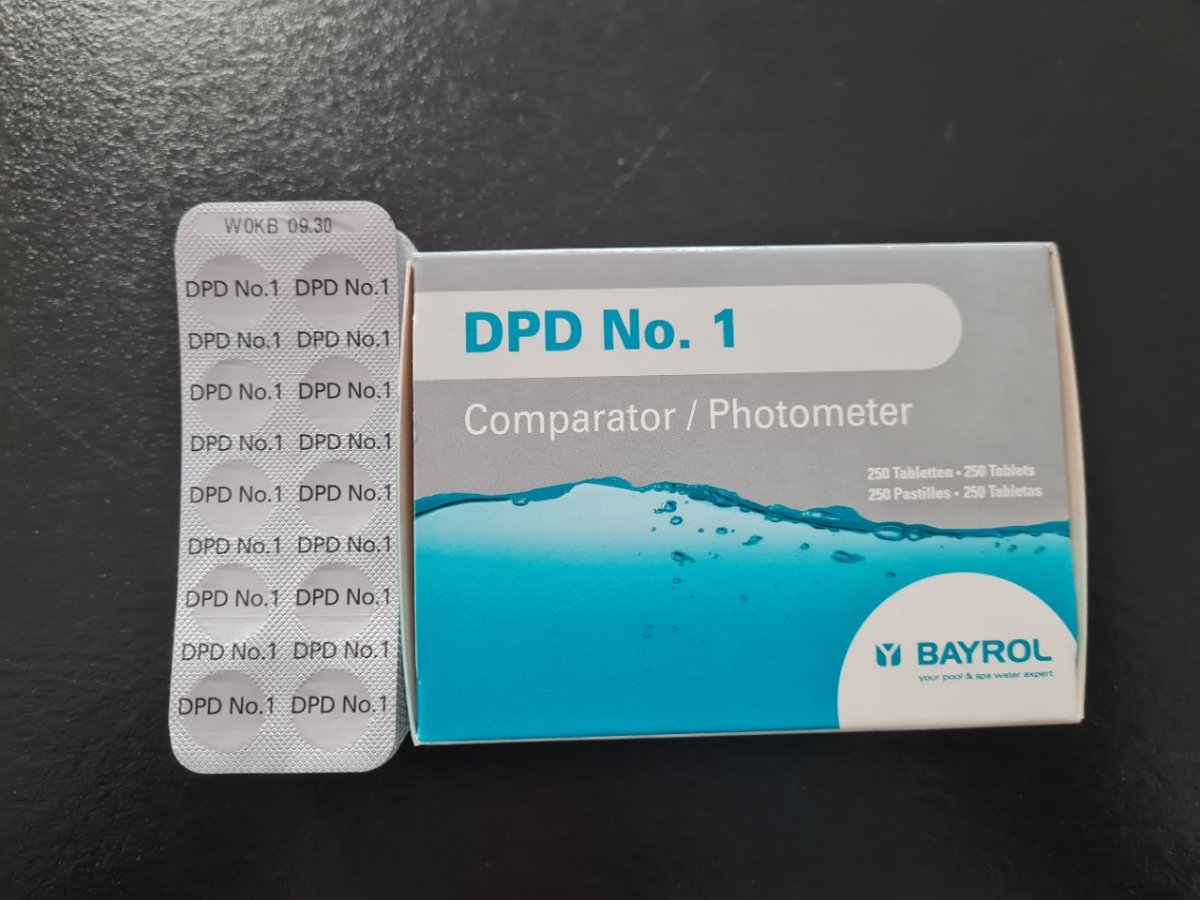 W0KB 09.30
DPD No.1 DPD No.1
DPD No.1 DPD No.1
DPD No.1 DPD No.1
DPD No.1 DPD No.1
DPD No.1 DPD No.1
DPD No.1 DPD No.1
DPD No.1 DPD No.1
DPD No.1 DPD No.1
DPD No.1 DPD No.1
DPD No. 1
Comparator / Photometer
250 Tabletten • 250 Tablets
250 Pastilles • 250 Tabletas
BAYROL
your pool & spa water expert